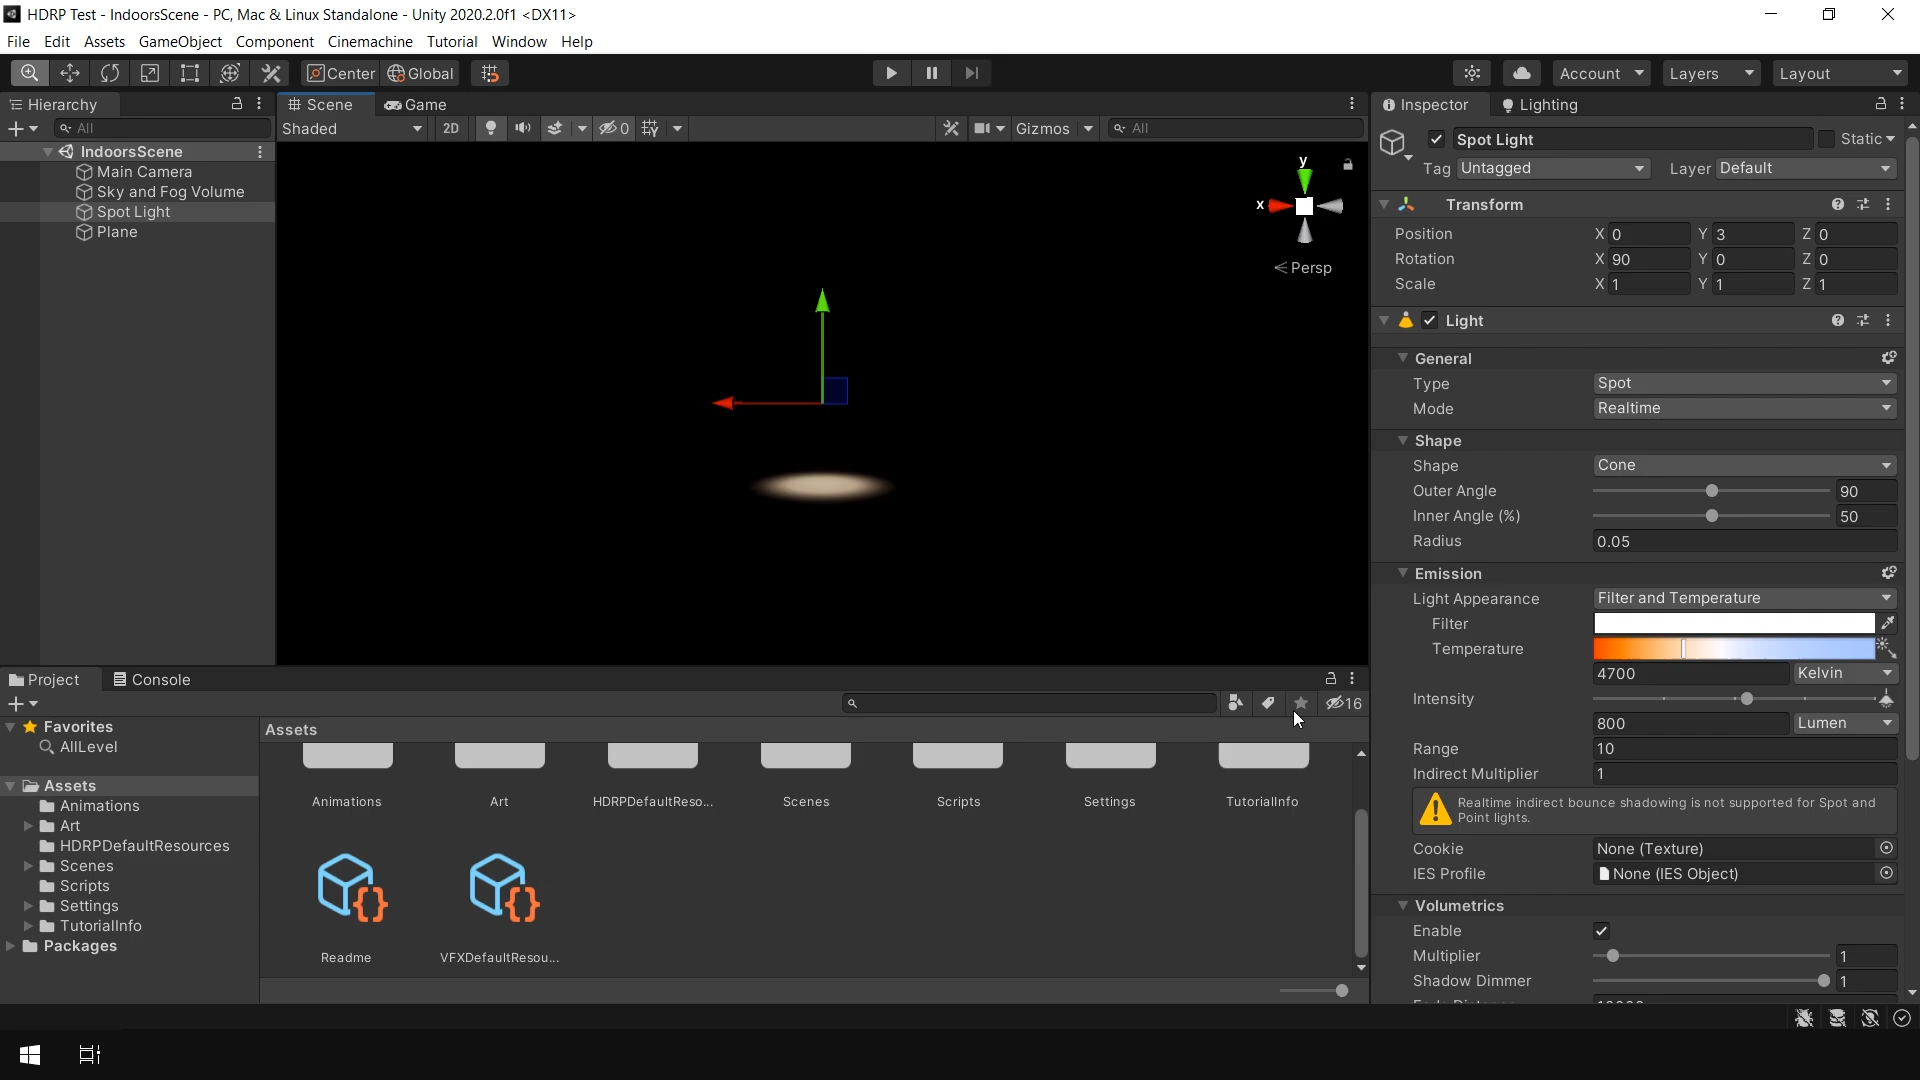 HDRP Test - IndoorsScene - PC, Mac & Linux Standalone - Unity 2020.2.0f1 <DX11>
File Edit Assets GameObject Component Cinemachine Tutorial Window Help
Center Global Account Layers Layout
Hierarchy
All
IndoorsScene
Main Camera
Sky and Fog Volume
Spot Light
Plane
Scene Game
Shaded 2D 0 Gizmos All
y
x
Persp
Inspector Lighting
Spot Light Static
Tag Untagged Layer Default
Transform
Position X 0 Y 3 Z 0
Rotation X 90 Y 0 Z 0
Scale X 1 Y 1 Z 1
Light
General
Type Spot
Mode Realtime
Shape
Shape Cone
Outer Angle 90
Inner Angle (%) 50
Radius 0.05
Emission
Light Appearance Filter and Temperature
Filter
Temperature
4700 Kelvin
Intensity
800 Lumen
Range 10
Indirect Multiplier 1
Realtime indirect bounce shadowing is not supported for Spot and
Point lights.
Cookie None (Texture)
IES Profile None (IES Object)
Volumetrics
Enable
Multiplier 1
Shadow Dimmer 1
Project Console
16
Favorites
AllLevel
Assets
Animations
Art
HDRPDefaultResources
Scenes
Scripts
Settings
TutorialInfo
Packages
Assets
Animations Art HDRPDefaultReso... Scenes Scripts Settings TutorialInfo
Readme VFXDefaultResou...